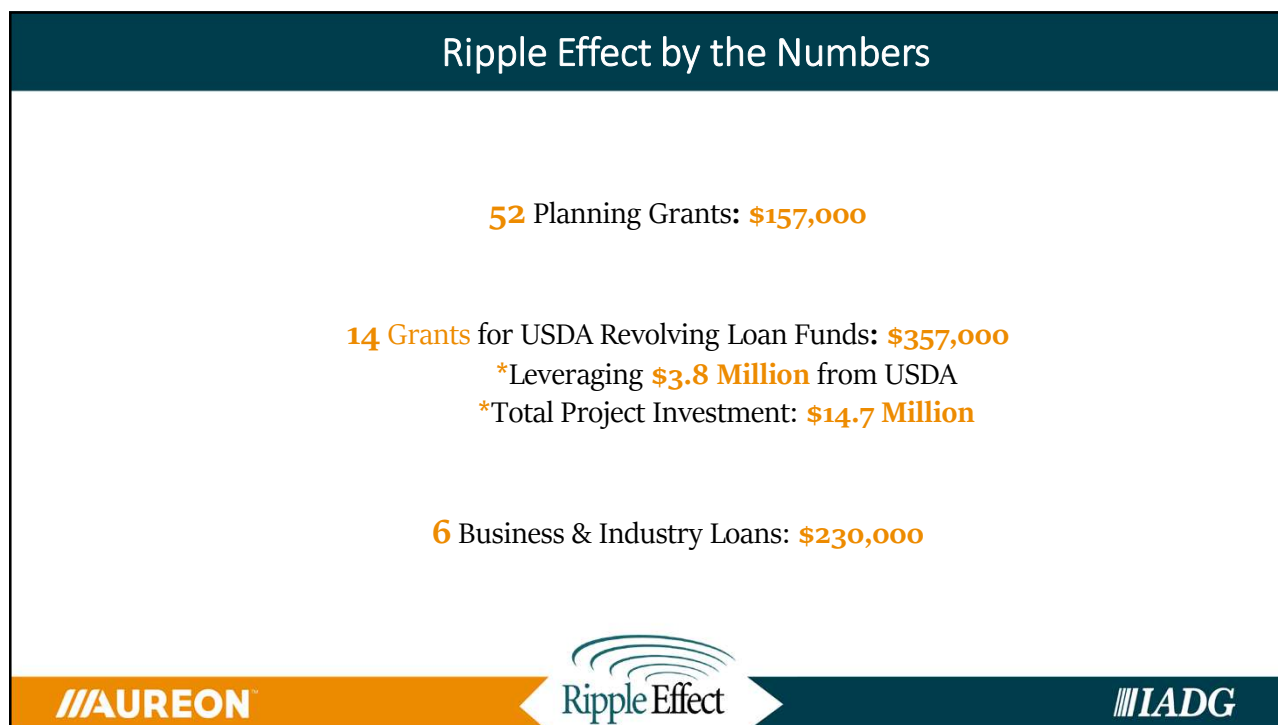 Ripple Effect by the Numbers
52 Planning Grants: $157,000
14 Grants for USDA Revolving Loan Funds: $357,000
*Leveraging $3.8 Million from USDA
*Total Project Investment: $14.7 Million
6 Business & Industry Loans: $230,000
AUREON™
Ripple Effect
IADG